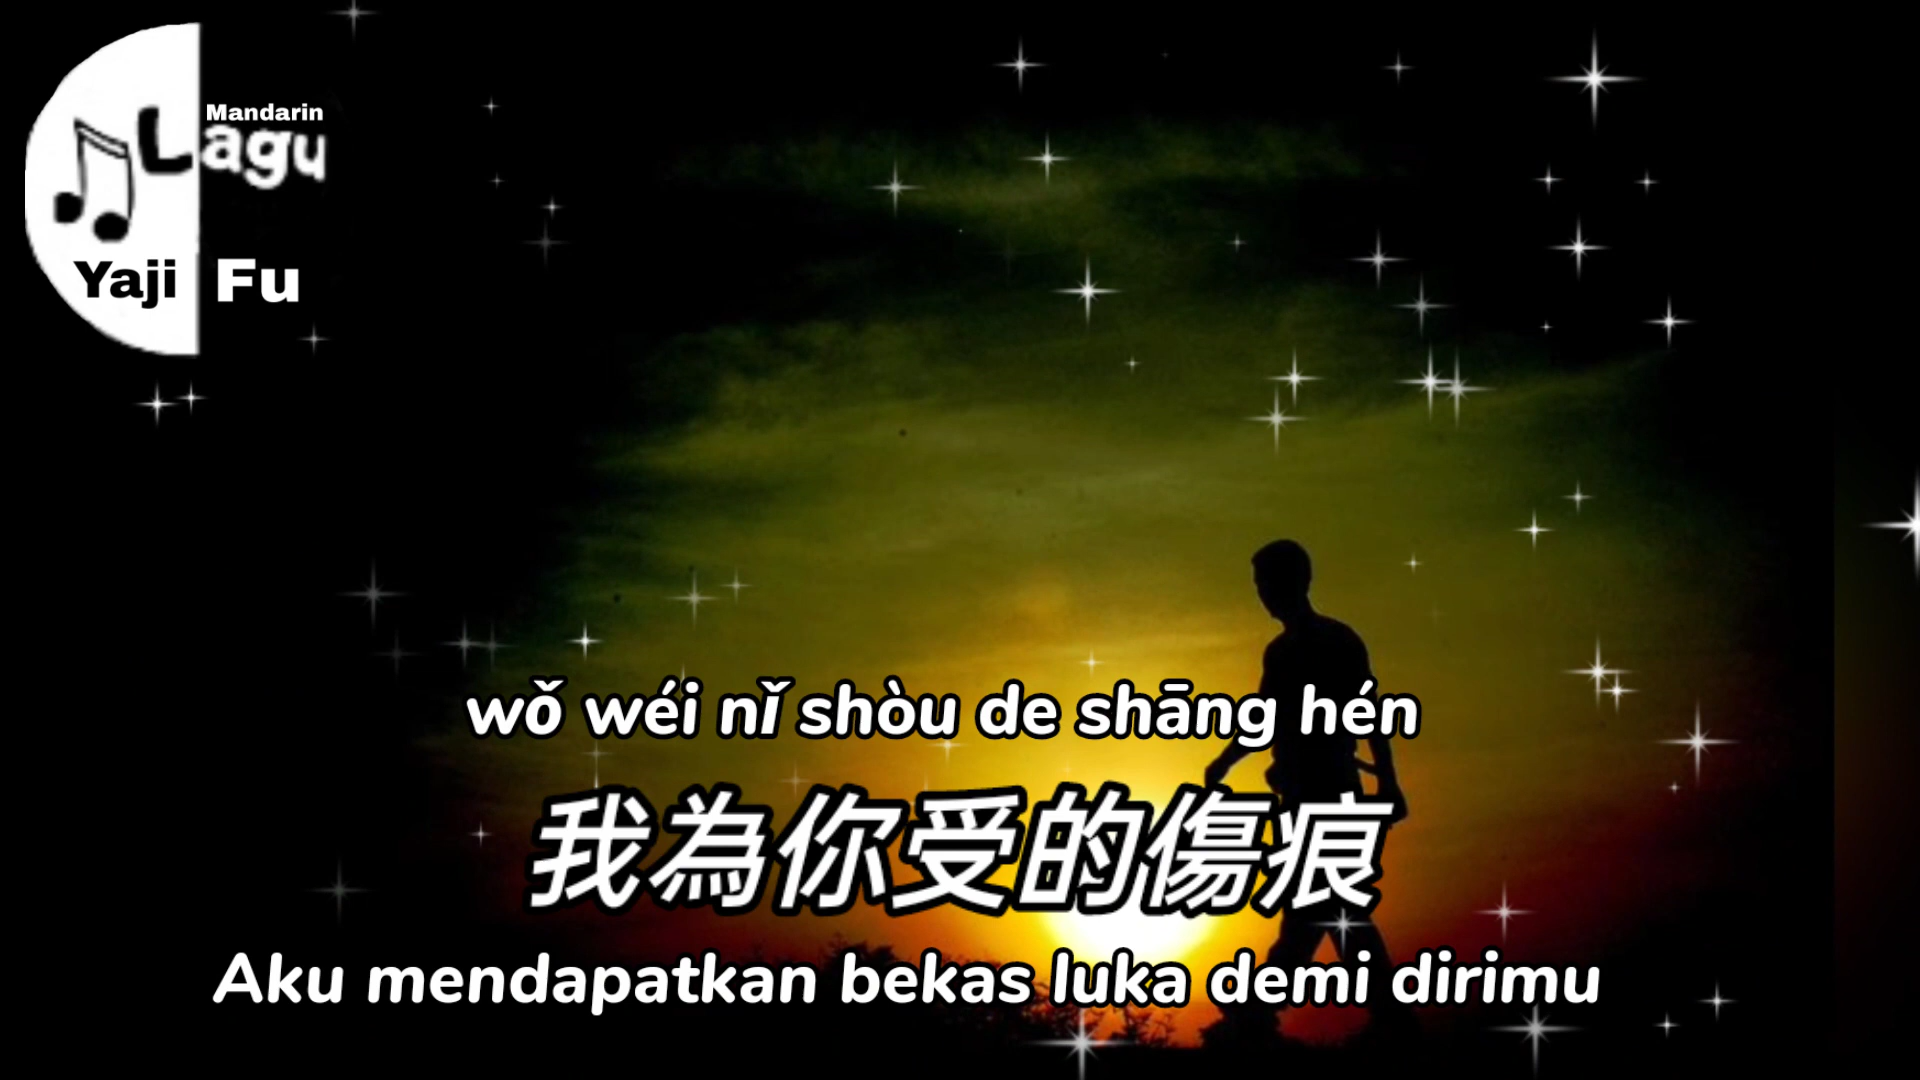 Mandarin
Lagu
Yaji Fu
wǒ wéi nǐ shòu de shāng hén
我為你受的傷痕
Aku mendapatkan bekas luka demi dirimu